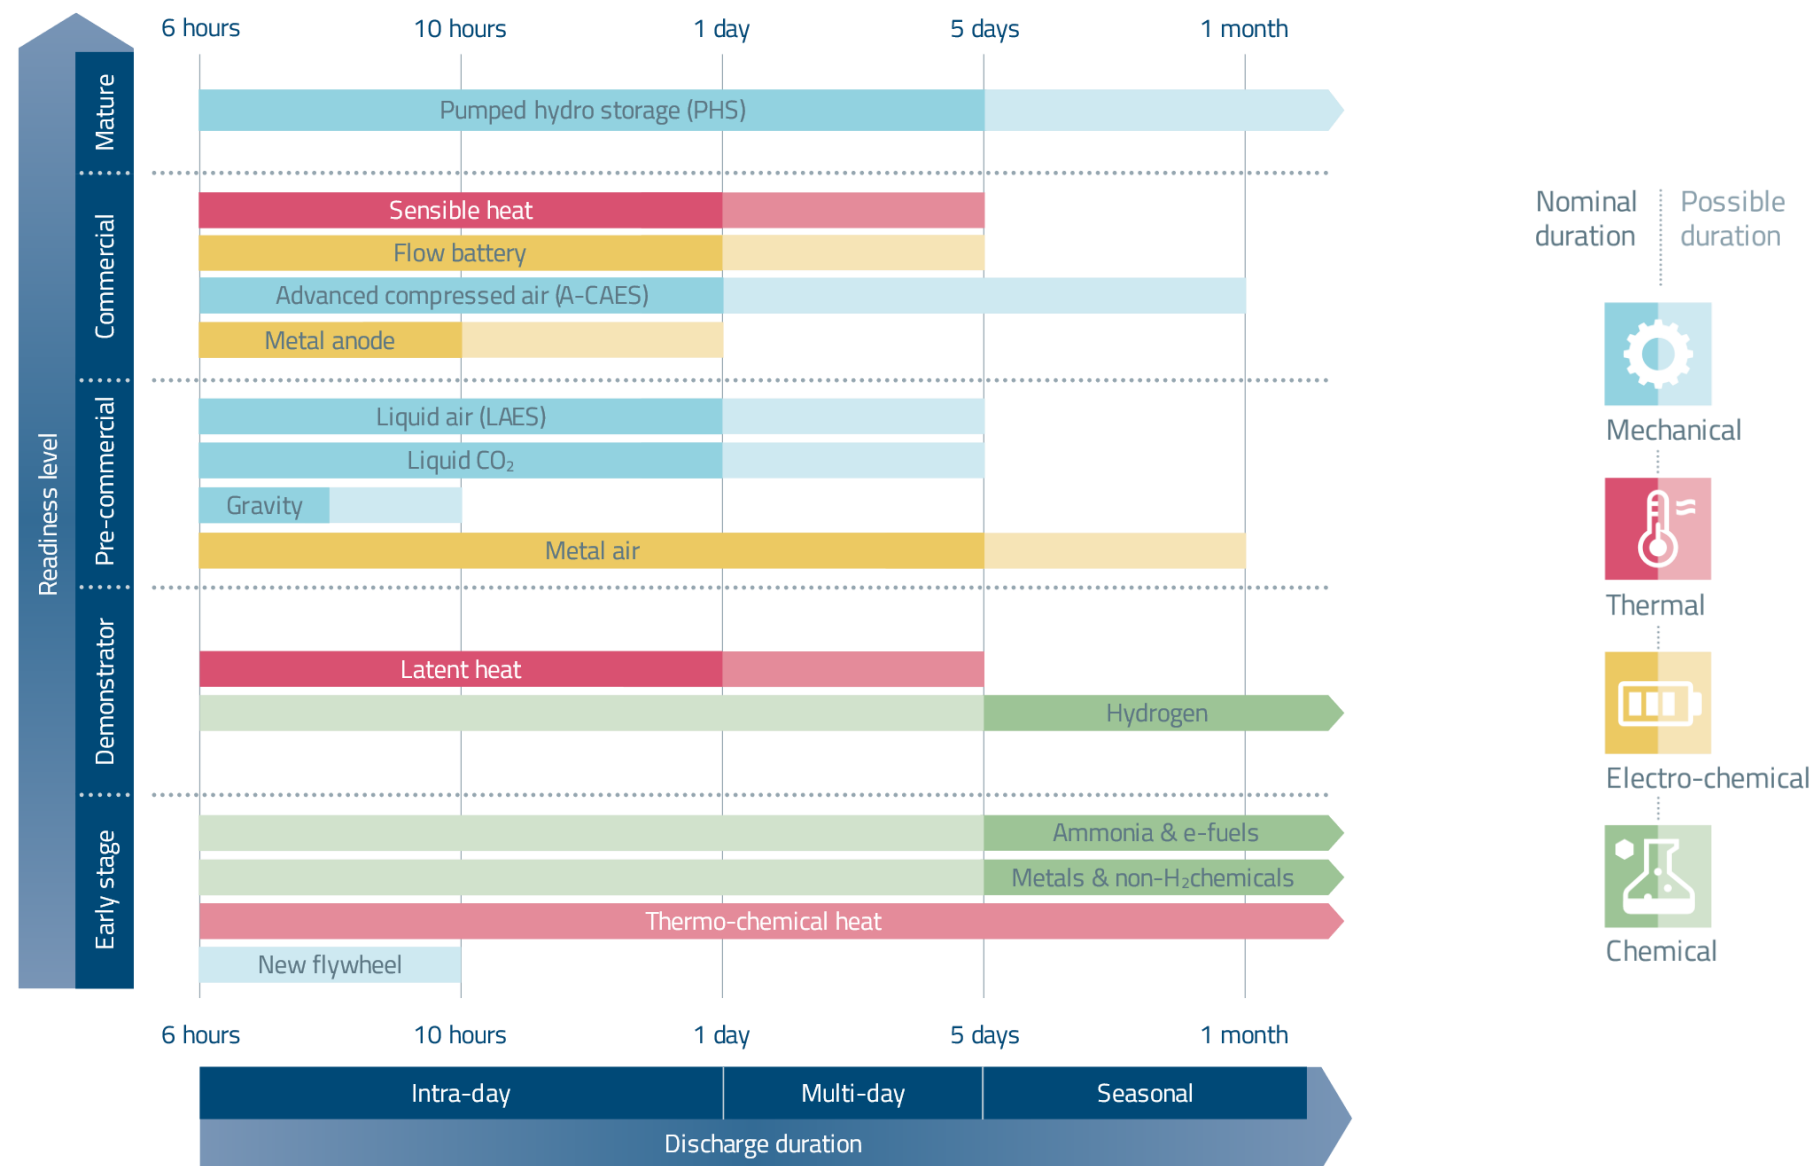 6 hours
10 hours
1 day
5 days
1 month
Readiness level
Mature
Pumped hydro storage (PHS)
Commercial
Sensible heat
Flow battery
Advanced compressed air (A-CAES)
Metal anode
Pre-commercial
Liquid air (LAES)
Liquid CO₂
Gravity
Metal air
Demonstrator
Latent heat
Hydrogen
Early stage
Ammonia & e-fuels
Metals & non-H₂chemicals
Thermo-chemical heat
New flywheel
6 hours
10 hours
1 day
5 days
1 month
Intra-day
Multi-day
Seasonal
Discharge duration
Nominal
duration
Possible
duration
Mechanical
Thermal
Electro-chemical
Chemical